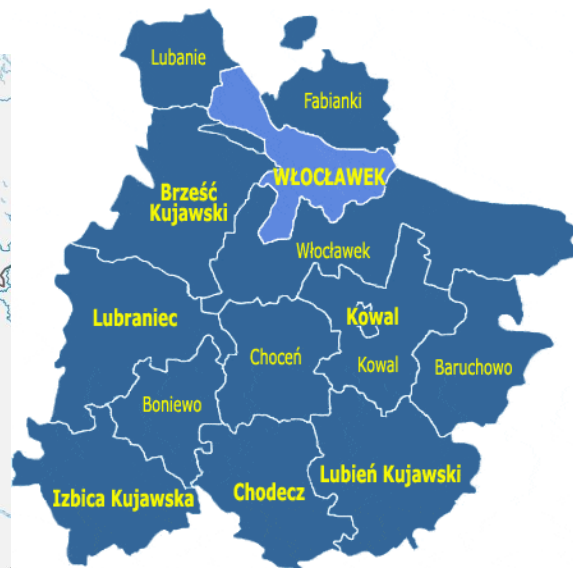 Lubanie
Fabianki
WŁOCŁAWEK
Brześć
Kujawski
Włocławek
Lubraniec
Kowal
Choceń
Kowal
Baruchowo
Boniewo
Izbica Kujawska
Chodecz
Lubień Kujawski